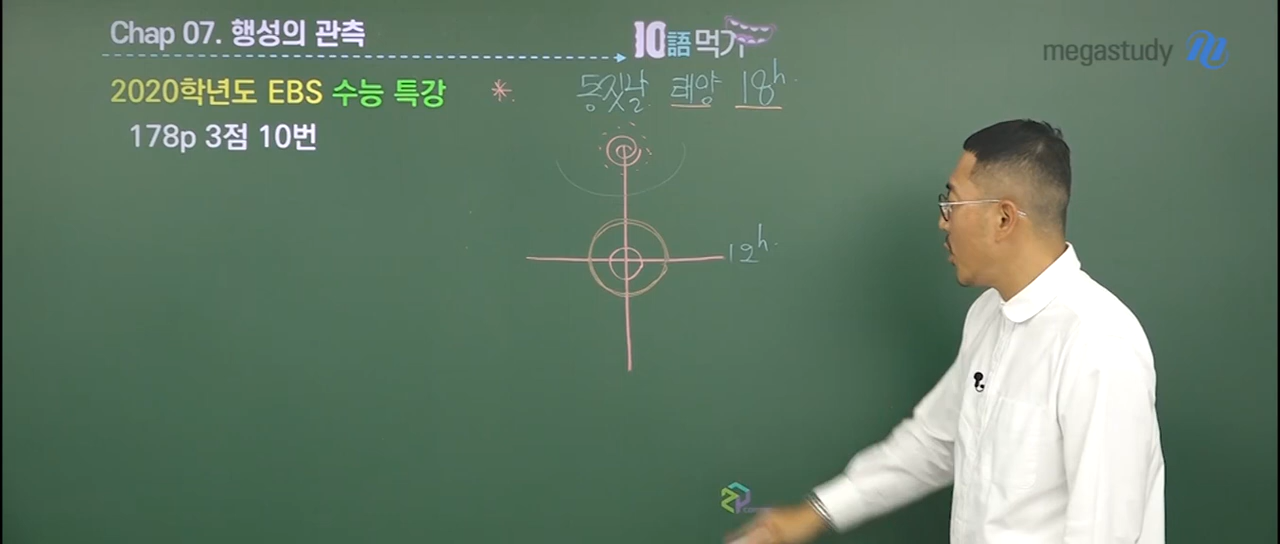 Chap 07. 행성의 관측
10語먹기
megastudy
2020학년도 EBS 수능 특강
* 동짓날 태양 18h.
178p 3점 10번
12h.